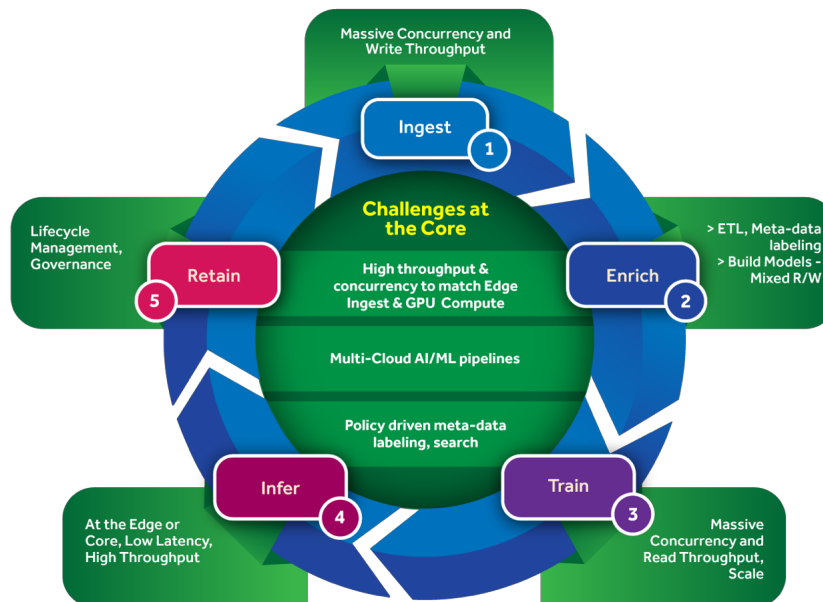 Massive Concurrency and
Write Throughput
Ingest
1
Challenges at
the Core
High throughput &
concurrency to match Edge
Ingest & GPU Compute
Multi-Cloud AI/ML pipelines
Policy driven meta-data
labeling, search
Lifecycle
Management,
Governance
Retain
5
> ETL, Meta-data
labeling
> Build Models -
Mixed R/W
Enrich
2
Infer
4
At the Edge or
Core, Low Latency,
High Throughput
Train
3
Massive
Concurrency and
Read Throughput,
Scale